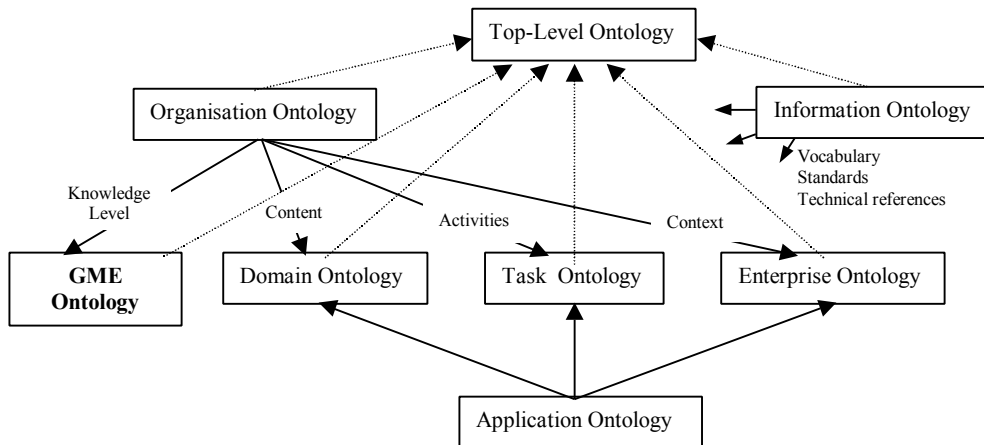 Top-Level Ontology
Organisation Ontology
Information Ontology
Vocabulary
Standards
Technical references
Knowledge
Level
Content
Activities
Context
GME
Ontology
Domain Ontology
Task Ontology
Enterprise Ontology
Application Ontology